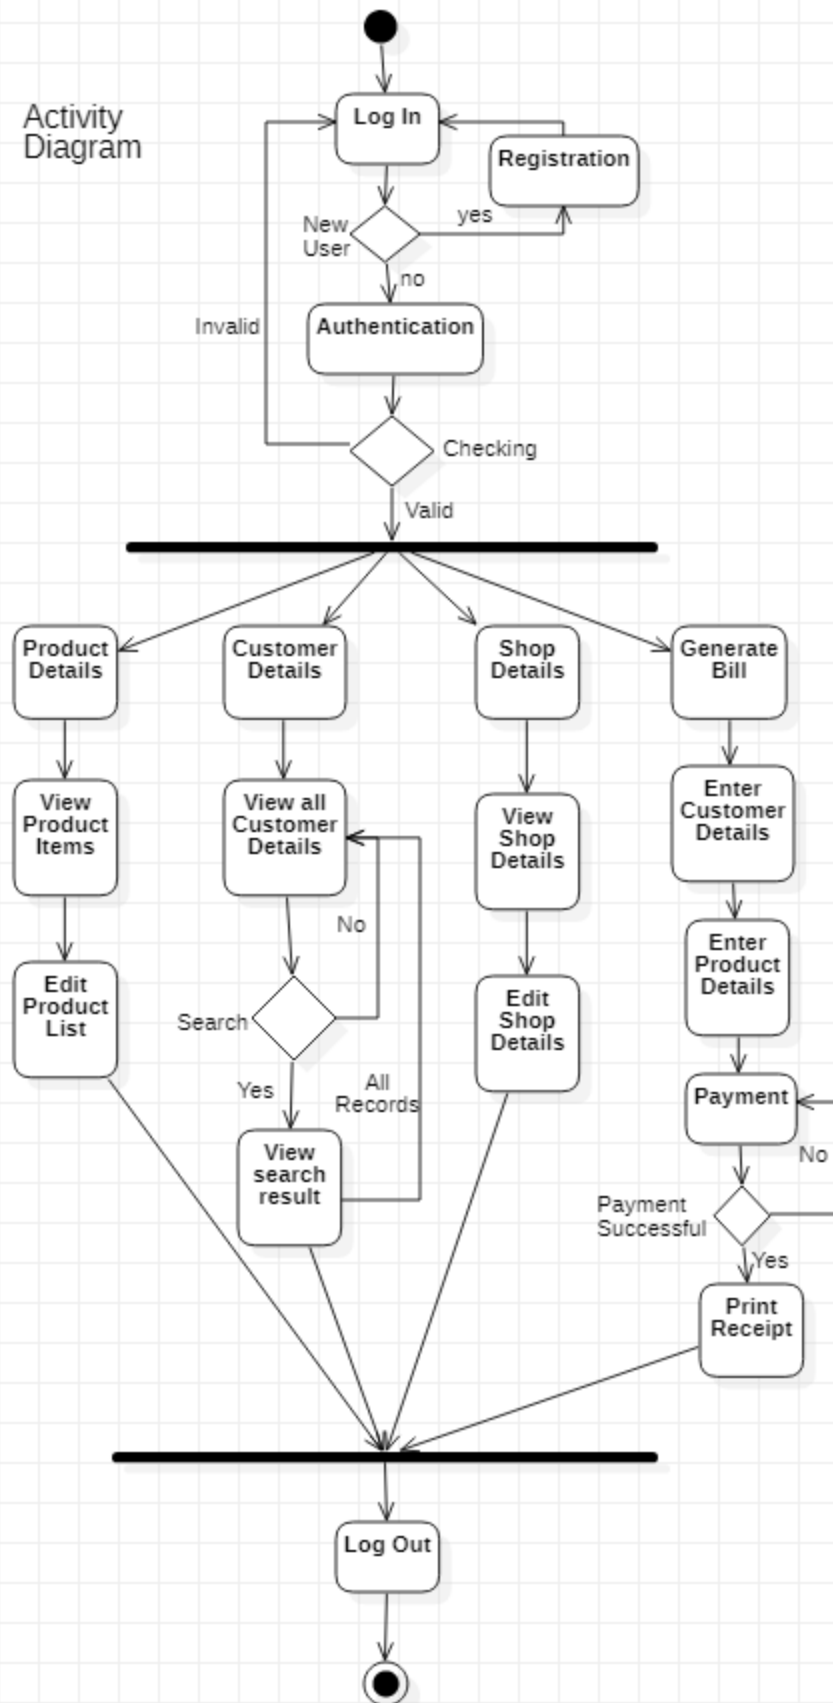 Activity
Diagram
Log In
Registration
New
User
yes
no
Invalid
Authentication
Checking
Valid
Product
Details
Customer
Details
Shop
Details
Generate
Bill
View
Product
Items
View all
Customer
Details
View
Shop
Details
Enter
Customer
Details
No
Edit
Product
List
Search
Edit
Shop
Details
Enter
Product
Details
Yes
All
Records
View
search
result
Payment
No
Payment
Successful
Yes
Print
Receipt
Log Out